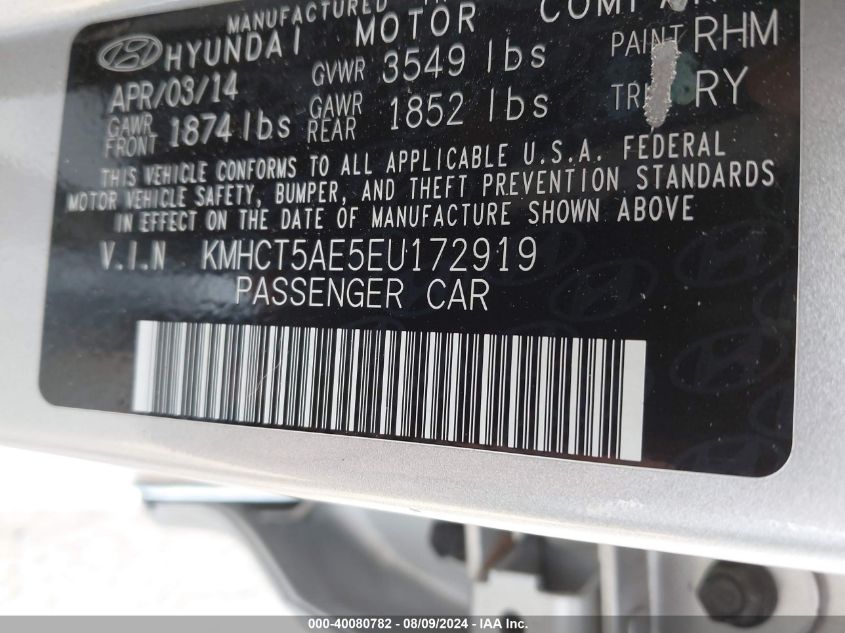 MANUFACTURED
HYUNDAI MOTOR
APR/03/14 GVWR 3549 lbs PAINT RHM
GAWR FRONT 1874 lbs GAWR REAR 1852 lbs RY
THIS VEHICLE CONFORMS TO ALL APPLICABLE U.S.A. FEDERAL
MOTOR VEHICLE SAFETY, BUMPER, AND THEFT PREVENTION STANDARDS
IN EFFECT ON THE DATE OF MANUFACTURE SHOWN ABOVE
V.I.N KMHCT5AE5EU172919
PASSENGER CAR
000-40080782 - 08/09/2024 - IAA Inc.